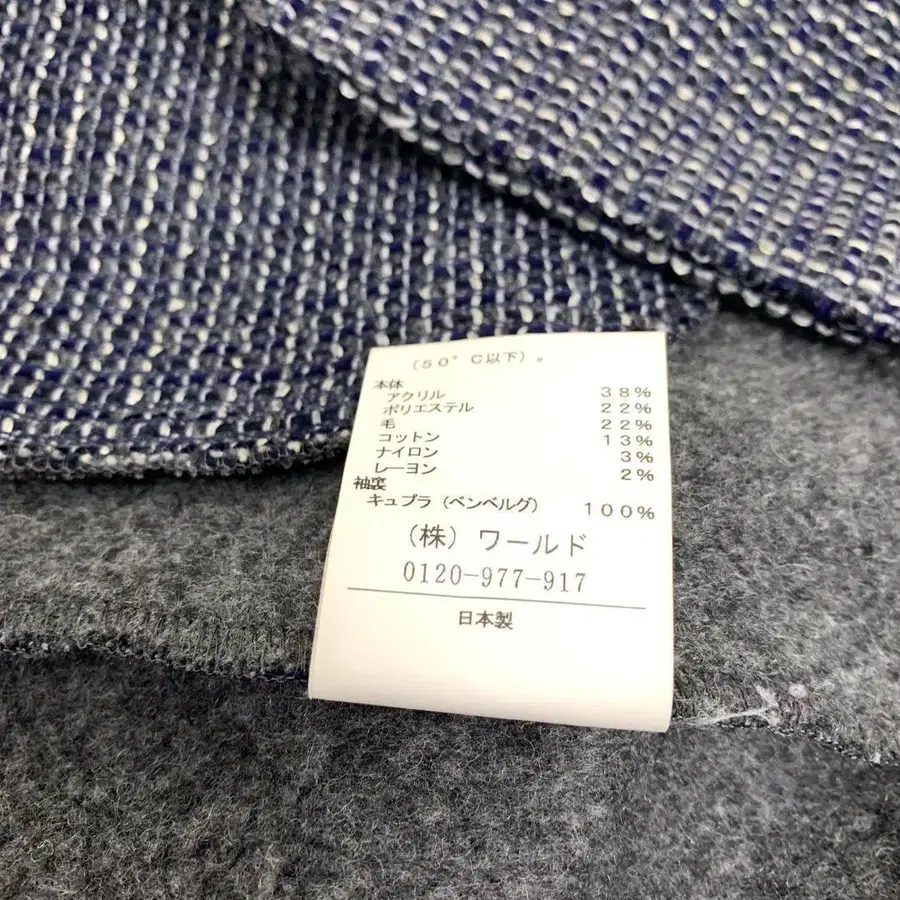 (50°C以下)。
本体
アクリル 38%
ポリエステル 22%
毛 22%
コットン 13%
ナイロン 3%
レーヨン 2%
袖裏
キュプラ(ベンベルグ) 100%
(株)ワールド
0120-977-917
日本製